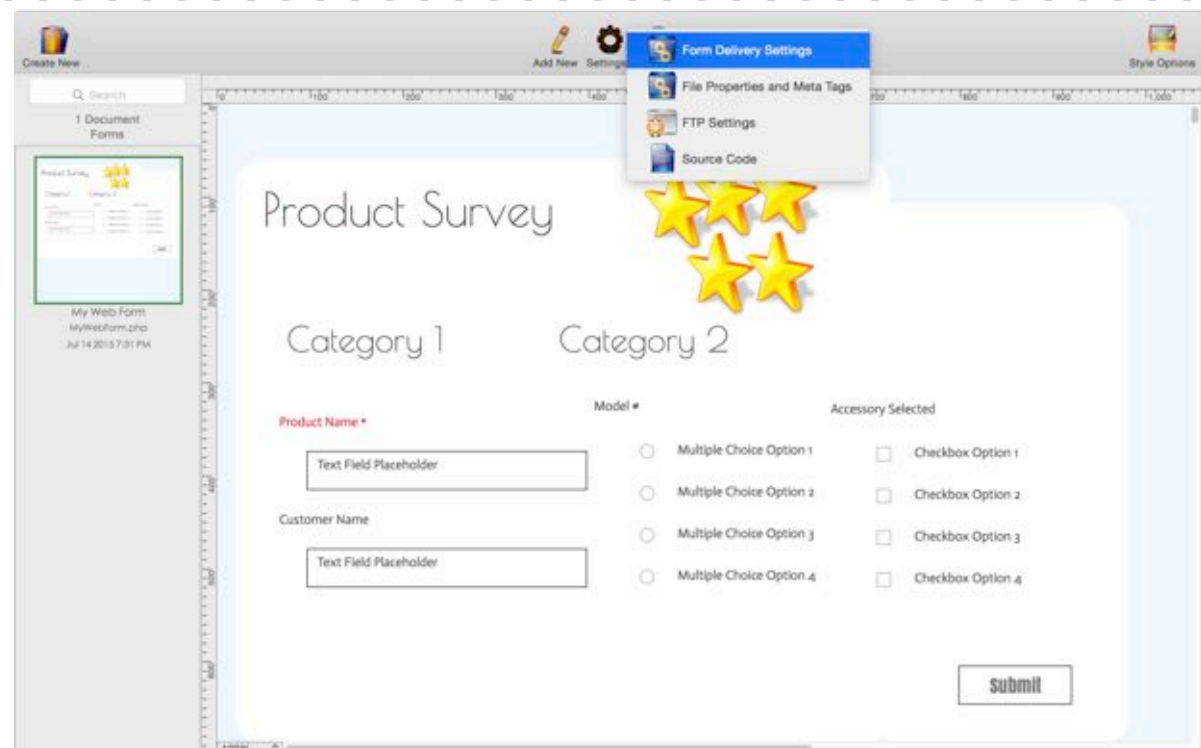 Create New
Add New
Settings
Style Options
Form Delivery Settings
File Properties and Meta Tags
FTP Settings
Source Code
Search
1 Document
Forms
Product Survey
My Web Form
MyWebForm.php
Jul 14 2015 7:31 PM
Product Survey
Category 1
Category 2
Product Name *
Text Field Placeholder
Customer Name
Text Field Placeholder
Model #
Multiple Choice Option 1
Multiple Choice Option 2
Multiple Choice Option 3
Multiple Choice Option 4
Accessory Selected
Checkbox Option 1
Checkbox Option 2
Checkbox Option 3
Checkbox Option 4
submit